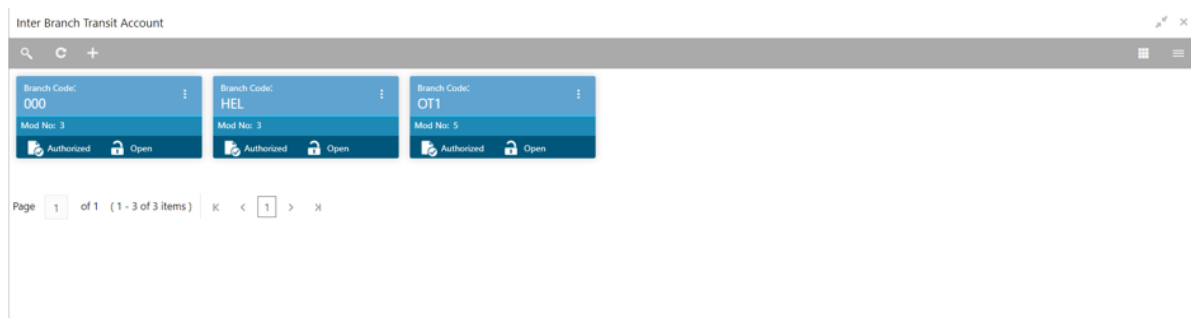 Inter Branch Transit Account
Branch Code: Branch Code: Branch Code:
000 HEL OT1
Mod No: 3 Mod No: 3 Mod No: 5
Authorized Open Authorized Open Authorized Open
Page 1 of 1 ( 1 - 3 of 3 items ) 1